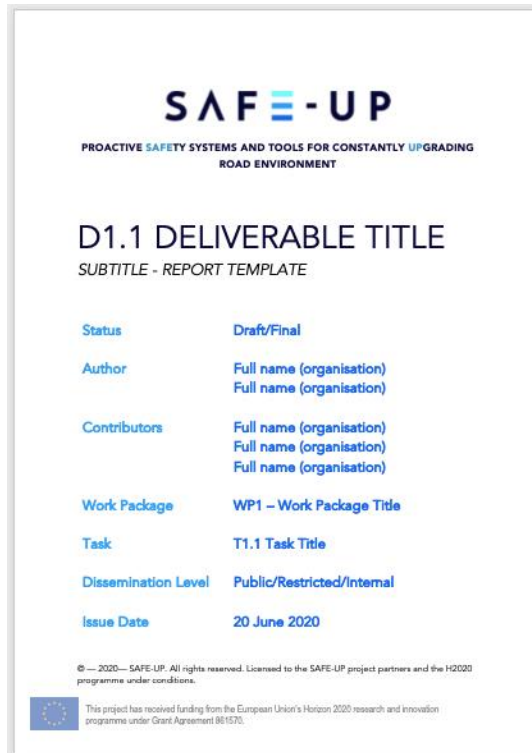 SAFE-UP
PROACTIVE SAFETY SYSTEMS AND TOOLS FOR CONSTANTLY UPGRADING
ROAD ENVIRONMENT
D1.1 DELIVERABLE TITLE
SUBTITLE - REPORT TEMPLATE
Status Draft/Final
Author Full name (organisation)
Full name (organisation)
Contributors Full name (organisation)
Full name (organisation)
Full name (organisation)
Work Package WP1 – Work Package Title
Task T1.1 Task Title
Dissemination Level Public/Restricted/Internal
Issue Date 20 June 2020
© — 2020— SAFE-UP. All rights reserved. Licensed to the SAFE-UP project partners and the H2020
programme under conditions.
This project has received funding from the European Union's Horizon 2020 research and innovation
programme under Grant Agreement 861570.